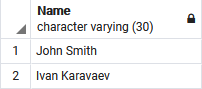 Name
character varying (30)
1 John Smith
2 Ivan Karavaev